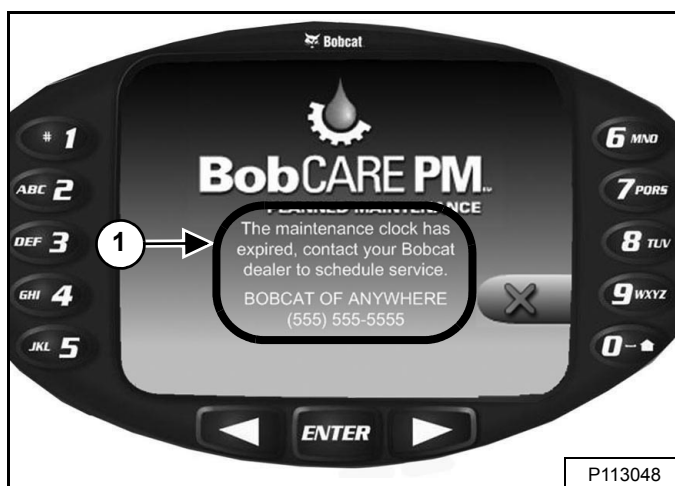 Bobcat
# 1
ABC 2
DEF 3
GHI 4
JKL 5
6 MNO
7 PQRS
8 TUV
9 WXYZ
0
BobCARE PM™
PLANNED MAINTENANCE
1
The maintenance clock has
expired, contact your Bobcat
dealer to schedule service.
BOBCAT OF ANYWHERE
(555) 555-5555
ENTER
P113048